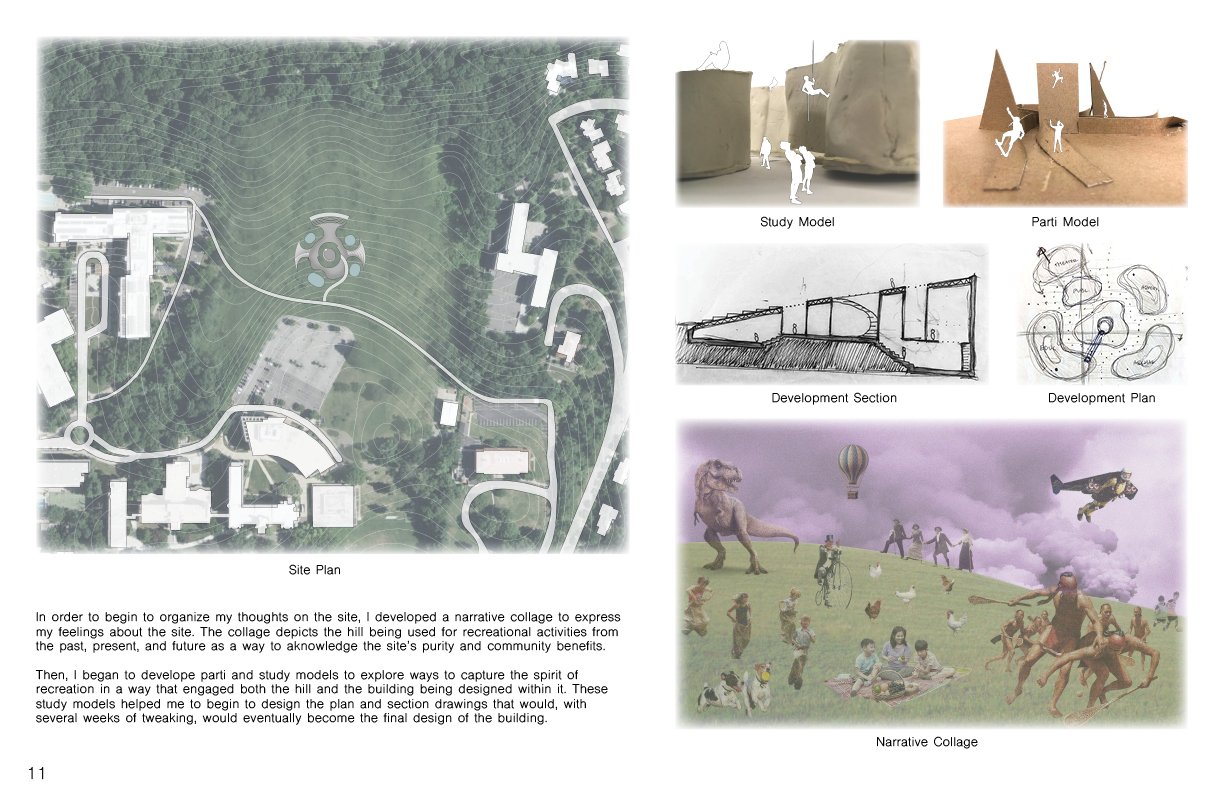 Site Plan
In order to begin to organize my thoughts on the site, I developed a narrative collage to express
my feelings about the site. The collage depicts the hill being used for recreational activities from
the past, present, and future as a way to aknowledge the site's purity and community benefits.
Then, I began to develope parti and study models to explore ways to capture the spirit of
recreation in a way that engaged both the hill and the building being designed within it. These
study models helped me to begin to design the plan and section drawings that would, with
several weeks of tweaking, would eventually become the final design of the building.
11
Study Model
Parti Model
Development Section
Development Plan
Narrative Collage